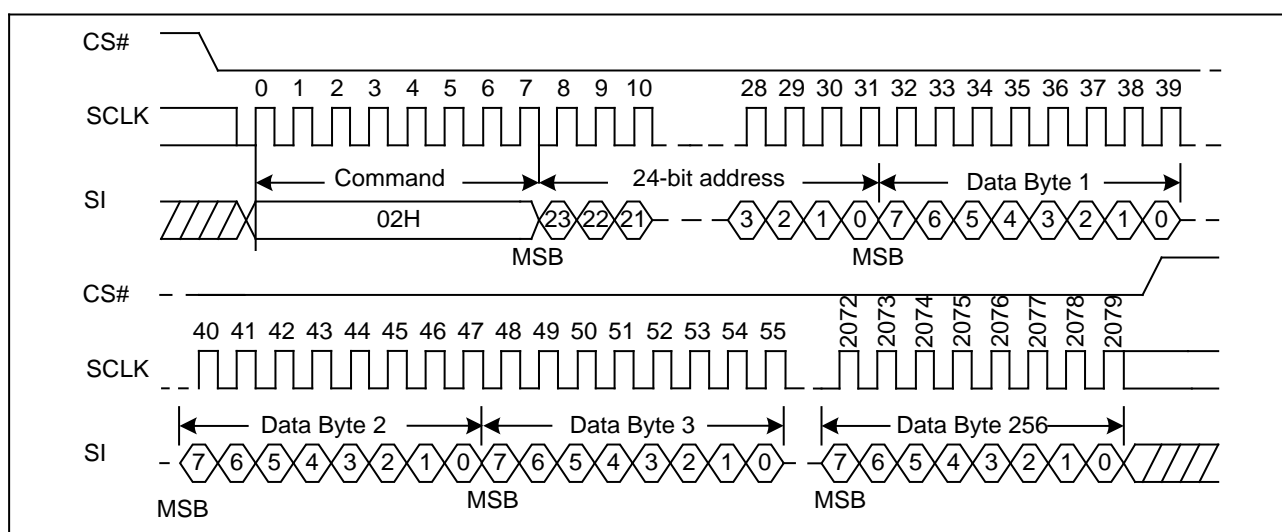 CS#
0 1 2 3 4 5 6 7 8 9 10 28 29 30 31 32 33 34 35 36 37 38 39
SCLK
Command 24-bit address Data Byte 1
SI
02H 23 22 21 3 2 1 0 7 6 5 4 3 2 1 0
MSB MSB
CS#
40 41 42 43 44 45 46 47 48 49 50 51 52 53 54 55 2072 2073 2074 2075 2076 2077 2078 2079
SCLK
Data Byte 2 Data Byte 3 Data Byte 256
SI
7 6 5 4 3 2 1 0 7 6 5 4 3 2 1 0 7 6 5 4 3 2 1 0
MSB MSB MSB